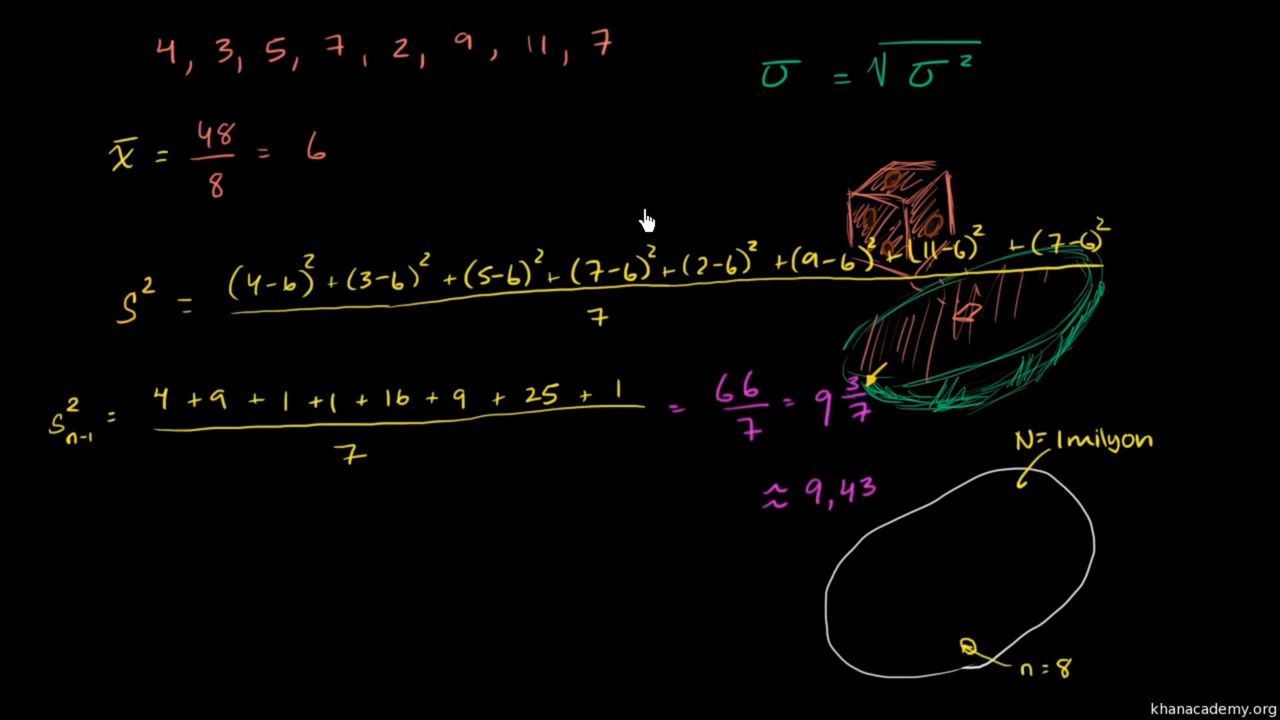 4, 3, 5, 7, 2, 9, 11, 7
σ = √σ²
x̄ = 48/8 = 6
S² = (4-6)² + (3-6)² + (5-6)² + (7-6)² + (2-6)² + (9-6)² + (11-6)² + (7-6)² / 7
S²n-1 = 4 + 9 + 1 + 1 + 16 + 9 + 25 + 1 / 7 = 66/7 = 9 3/7
≈ 9,43
N = 1 milyon
n = 8
khanacademy.org